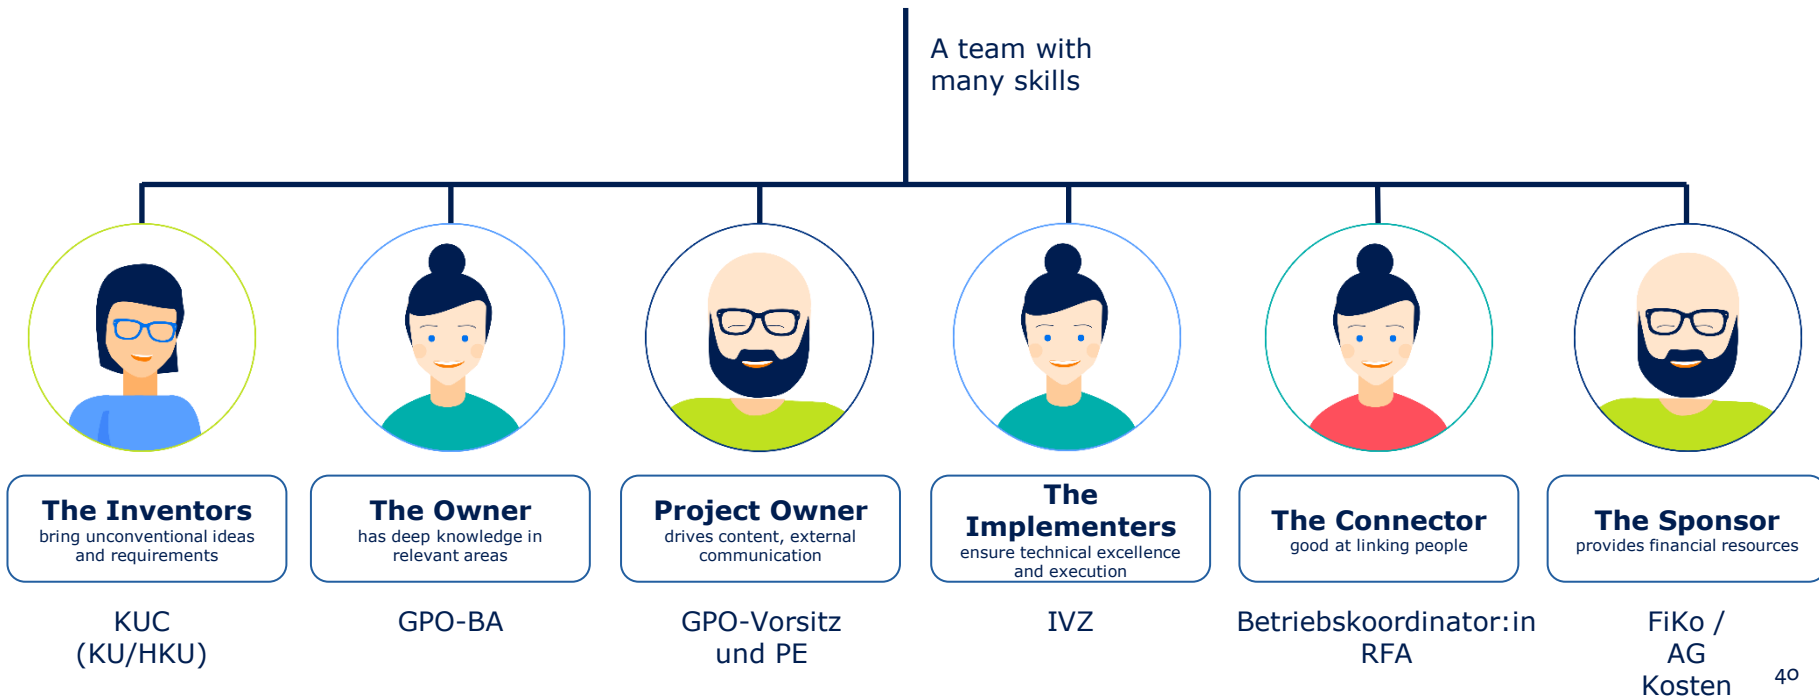 A team with
many skills
The Inventors
bring unconventional ideas
and requirements
KUC
(KU/HKU)
The Owner
has deep knowledge in
relevant areas
GPO-BA
Project Owner
drives content, external
communication
GPO-Vorsitz
und PE
The
Implementers
ensure technical excellence
and execution
IVZ
The Connector
good at linking people
Betriebskoordinator:in
RFA
The Sponsor
provides financial resources
FiKo /
AG
Kosten
40